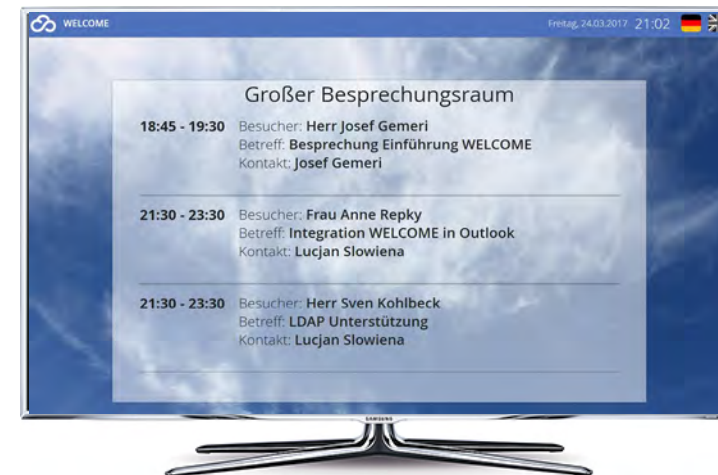 WELCOME
Freitag, 24.03.2017 21:02
Großer Besprechungsraum
18:45 - 19:30 Besucher: Herr Josef Gemeri
Betreff: Besprechung Einführung WELCOME
Kontakt: Josef Gemeri
21:30 - 23:30 Besucher: Frau Anne Repky
Betreff: Integration WELCOME in Outlook
Kontakt: Lucjan Slowiena
21:30 - 23:30 Besucher: Herr Sven Kohlbeck
Betreff: LDAP Unterstützung
Kontakt: Lucjan Slowiena
SAMSUNG